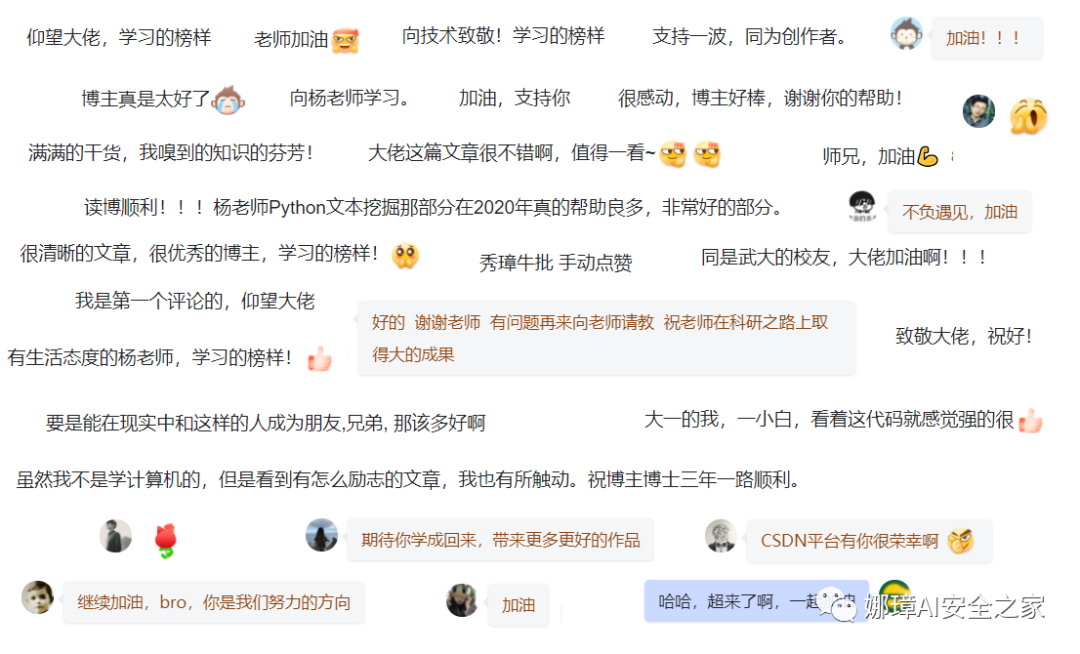 仰望大佬，学习的榜样
老师加油
向技术致敬！学习的榜样
支持一波，同为创作者。
加油！！！
博主真是太好了
向杨老师学习。
加油，支持你
很感动，博主好棒，谢谢你的帮助！
满满的干货，我嗅到的知识的芬芳！
大佬这篇文章很不错啊，值得一看~
师兄，加油
读博顺利！！！杨老师Python文本挖掘那部分在2020年真的帮助良多，非常好的部分。
不负遇见，加油
很清晰的文章，很优秀的博主，学习的榜样！
秀璋牛批 手动点赞
同是武大的校友，大佬加油啊！！！
我是第一个评论的，仰望大佬
好的 谢谢老师 有问题再来向老师请教 祝老师在科研之路上取
得大的成果
致敬大佬，祝好！
有生活态度的杨老师，学习的榜样！
要是能在现实中和这样的人成为朋友,兄弟, 那该多好啊
大一的我，一小白，看着这代码就感觉强的很
虽然我不是学计算机的，但是看到有怎么励志的文章，我也有所触动。祝博主博士三年一路顺利。
期待你学成回来，带来更多更好的作品
CSDN平台有你很荣幸啊
继续加油，bro，你是我们努力的方向
加油
哈哈，超来了啊，一起
娜璋AI安全之家